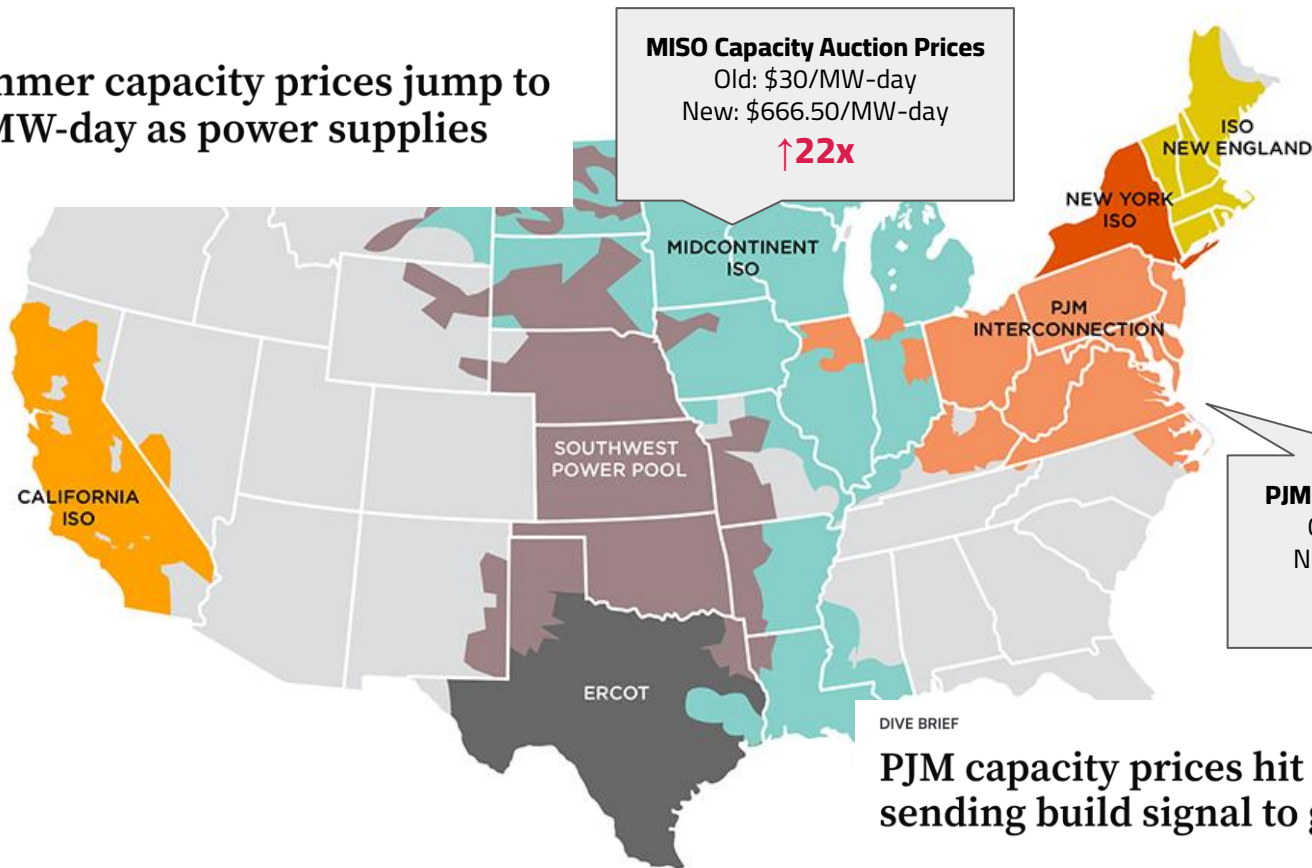 capacity prices jump to
MW-day as power supplies
MISO Capacity Auction Prices
Old: $30/MW-day
New: $666.50/MW-day
↑22x
ISO
NEW ENGLAND
NEW YORK
ISO
MIDCONTINENT
ISO
PJM
INTERCONNECTION
SOUTHWEST
POWER POOL
CALIFORNIA
ISO
PJM
ERCOT
DIVE BRIEF
PJM capacity prices hit
sending build signal to